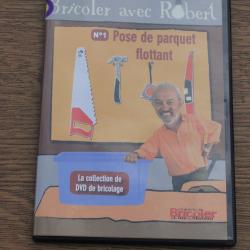 Bricoler avec Robert
N°1 Pose de parquet
flottant
La collection de
DVD de bricolage
Bricoler